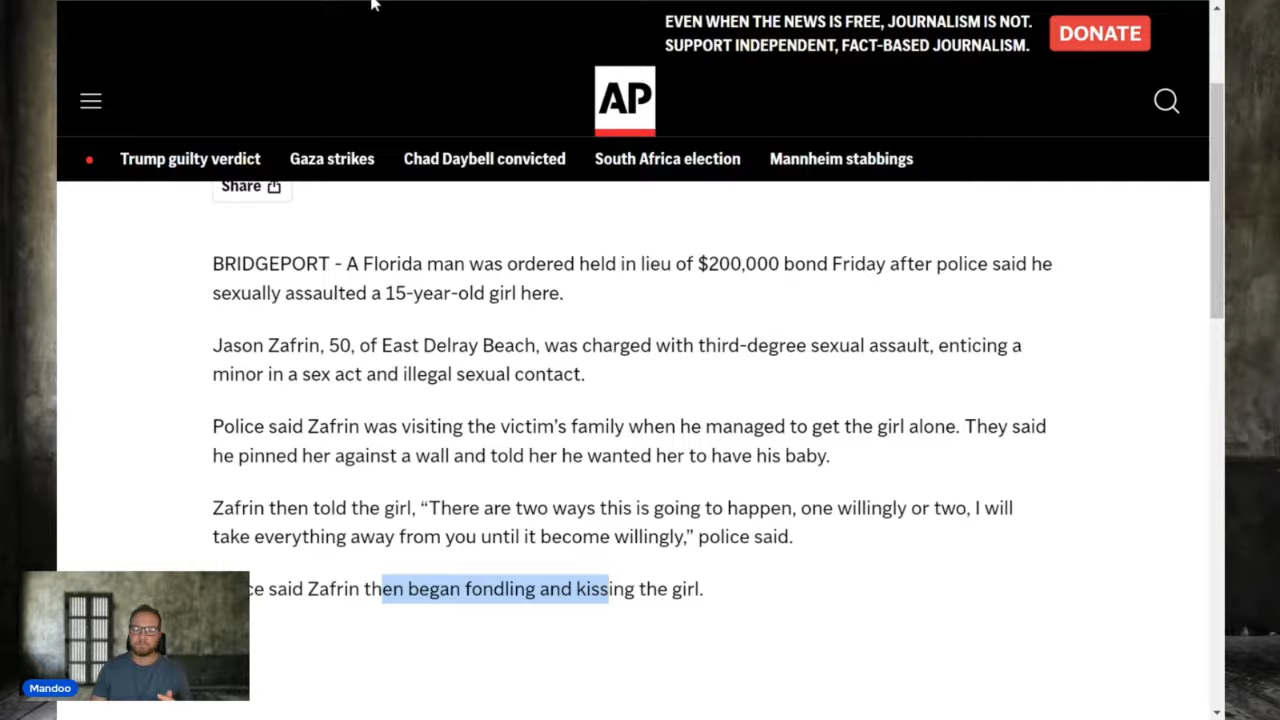 EVEN WHEN THE NEWS IS FREE, JOURNALISM IS NOT.
SUPPORT INDEPENDENT, FACT-BASED JOURNALISM.
DONATE
AP
Trump guilty verdict
Gaza strikes
Chad Daybell convicted
South Africa election
Mannheim stabbings
Share
BRIDGEPORT - A Florida man was ordered held in lieu of $200,000 bond Friday after police said he
sexually assaulted a 15-year-old girl here.
Jason Zafrin, 50, of East Delray Beach, was charged with third-degree sexual assault, enticing a
minor in a sex act and illegal sexual contact.
Police said Zafrin was visiting the victim’s family when he managed to get the girl alone. They said
he pinned her against a wall and told her he wanted her to have his baby.
Zafrin then told the girl, “There are two ways this is going to happen, one willingly or two, I will
take everything away from you until it become willingly,” police said.
ce said Zafrin then began fondling and kissing the girl.
Mandoo